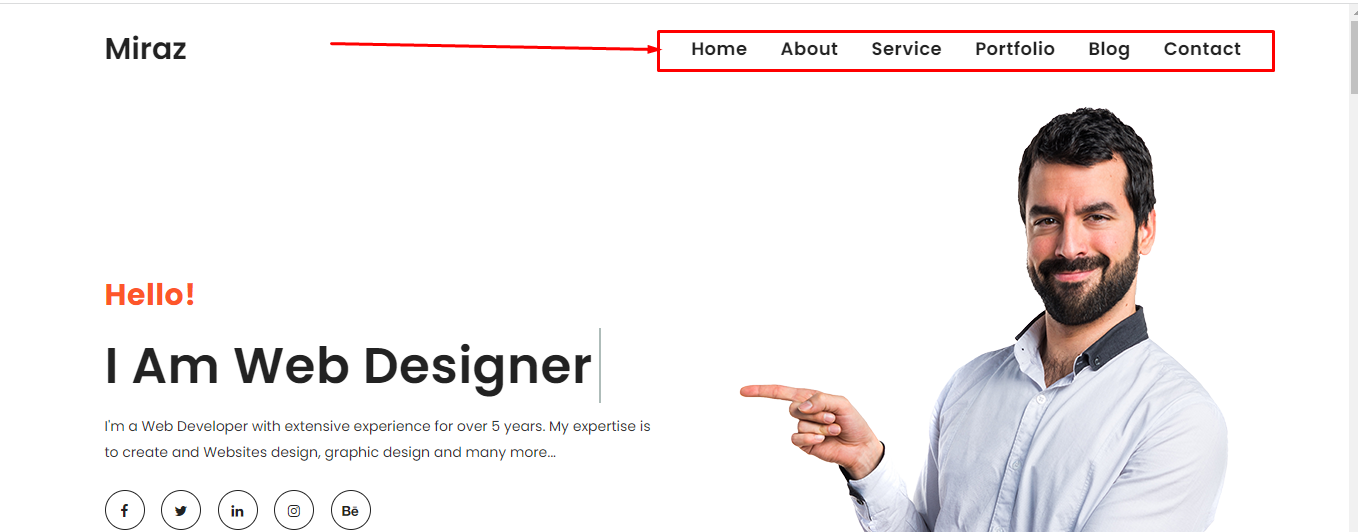 Miraz
Home About Service Portfolio Blog Contact
Hello!
I Am Web Designer
I'm a Web Developer with extensive experience for over 5 years. My expertise is
to create and Websites design, graphic design and many more...
f in Bē